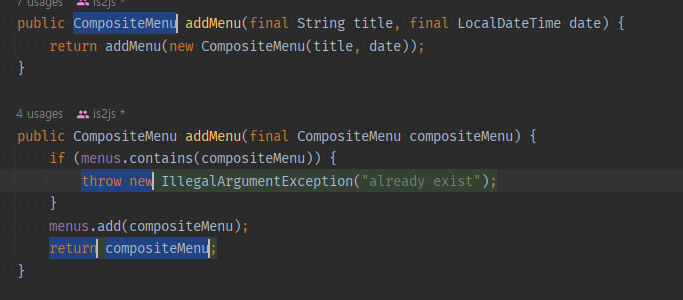 7 usages is2js *
public CompositeMenu addMenu(final String title, final LocalDateTime date) {
return addMenu(new CompositeMenu(title, date));
}
4 usages is2js *
public CompositeMenu addMenu(final CompositeMenu compositeMenu) {
if (menus.contains(compositeMenu)) {
throw new IllegalArgumentException("already exist");
}
menus.add(compositeMenu);
return compositeMenu;
}